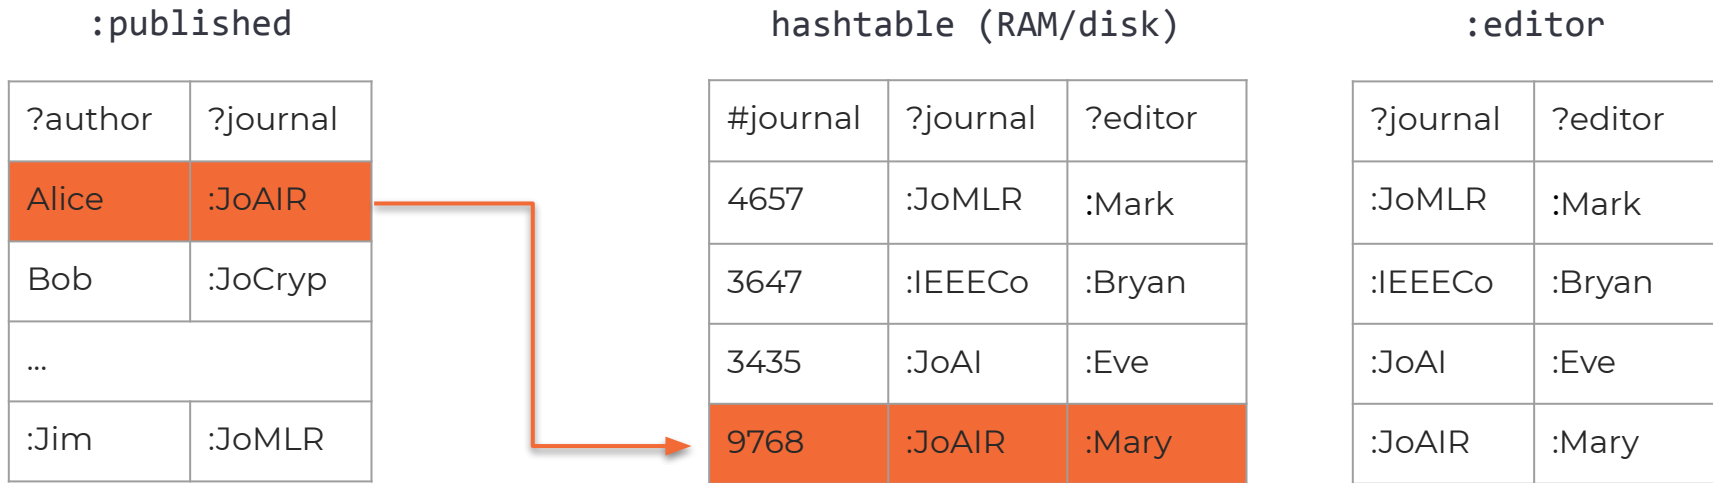 :published
hashtable (RAM/disk)
:editor
?author ?journal
Alice :JoAIR
Bob :JoCryp
...
:Jim :JoMLR
#journal ?journal ?editor
4657 :JoMLR :Mark
3647 :IEEECo :Bryan
3435 :JoAI :Eve
9768 :JoAIR :Mary
?journal ?editor
:JoMLR :Mark
:IEEECo :Bryan
:JoAI :Eve
:JoAIR :Mary